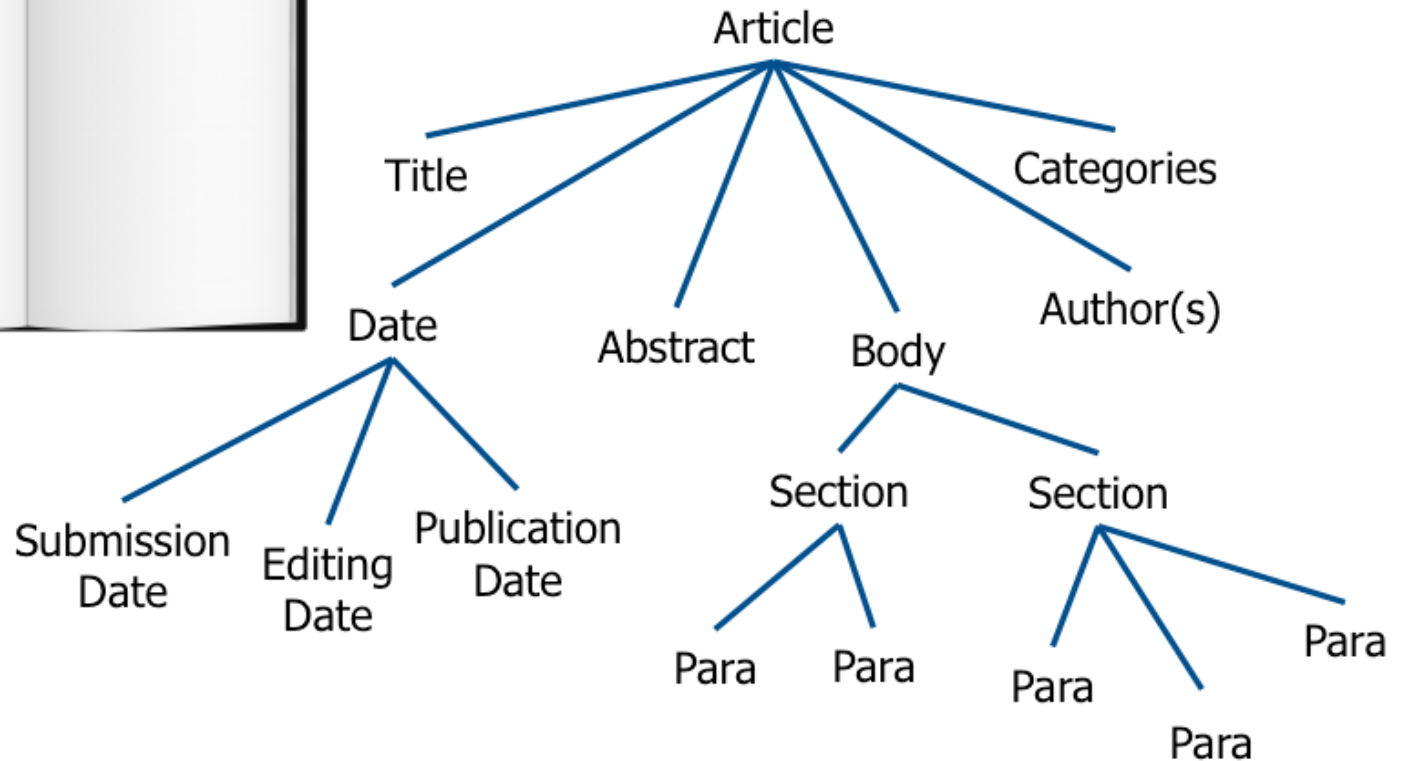 Article
Title
Categories
Date
Abstract
Body
Author(s)
Submission
Date
Editing
Date
Publication
Date
Section
Section
Para
Para
Para
Para
Para